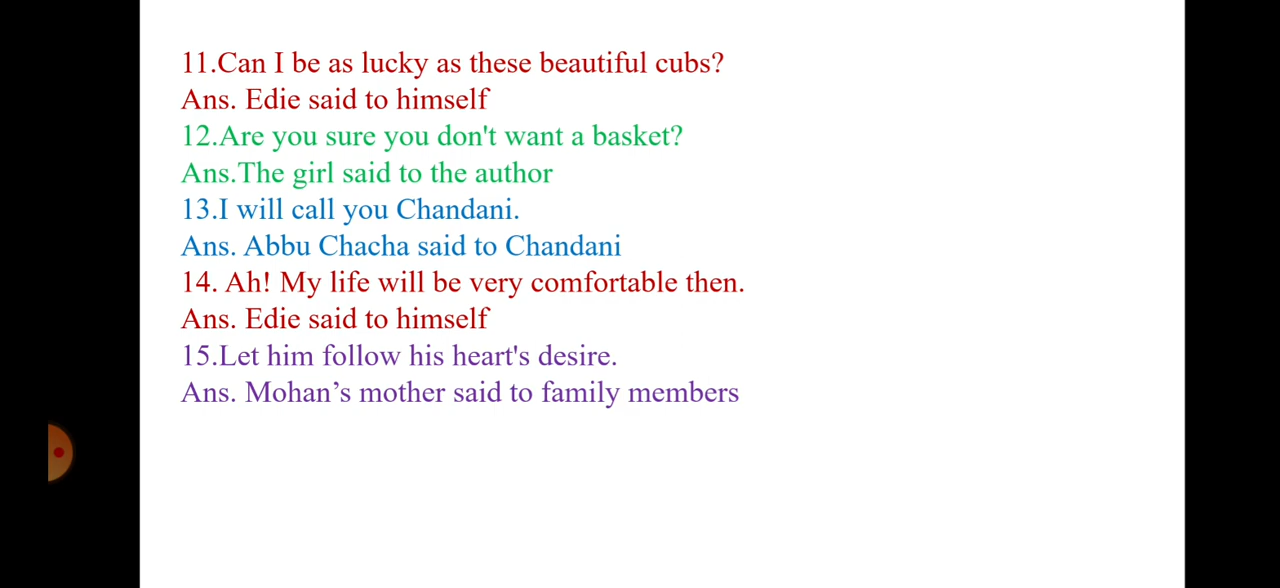 11.Can I be as lucky as these beautiful cubs?
Ans. Edie said to himself
12.Are you sure you don't want a basket?
Ans.The girl said to the author
13.I will call you Chandani.
Ans. Abbu Chacha said to Chandani
14. Ah! My life will be very comfortable then.
Ans. Edie said to himself
15.Let him follow his heart's desire.
Ans. Mohan’s mother said to family members